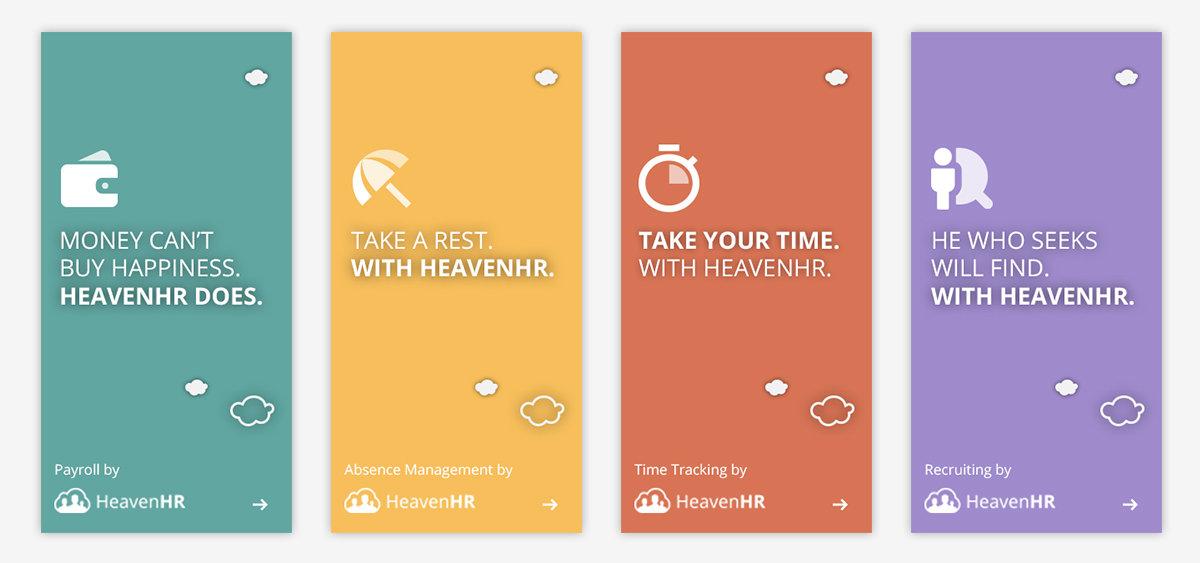 MONEY CAN’T
BUY HAPPINESS.
HEAVENHR DOES.
Payroll by
HeavenHR
TAKE A REST.
WITH HEAVENHR.
Absence Management by
HeavenHR
TAKE YOUR TIME.
WITH HEAVENHR.
Time Tracking by
HeavenHR
HE WHO SEEKS
WILL FIND.
WITH HEAVENHR.
Recruiting by
HeavenHR